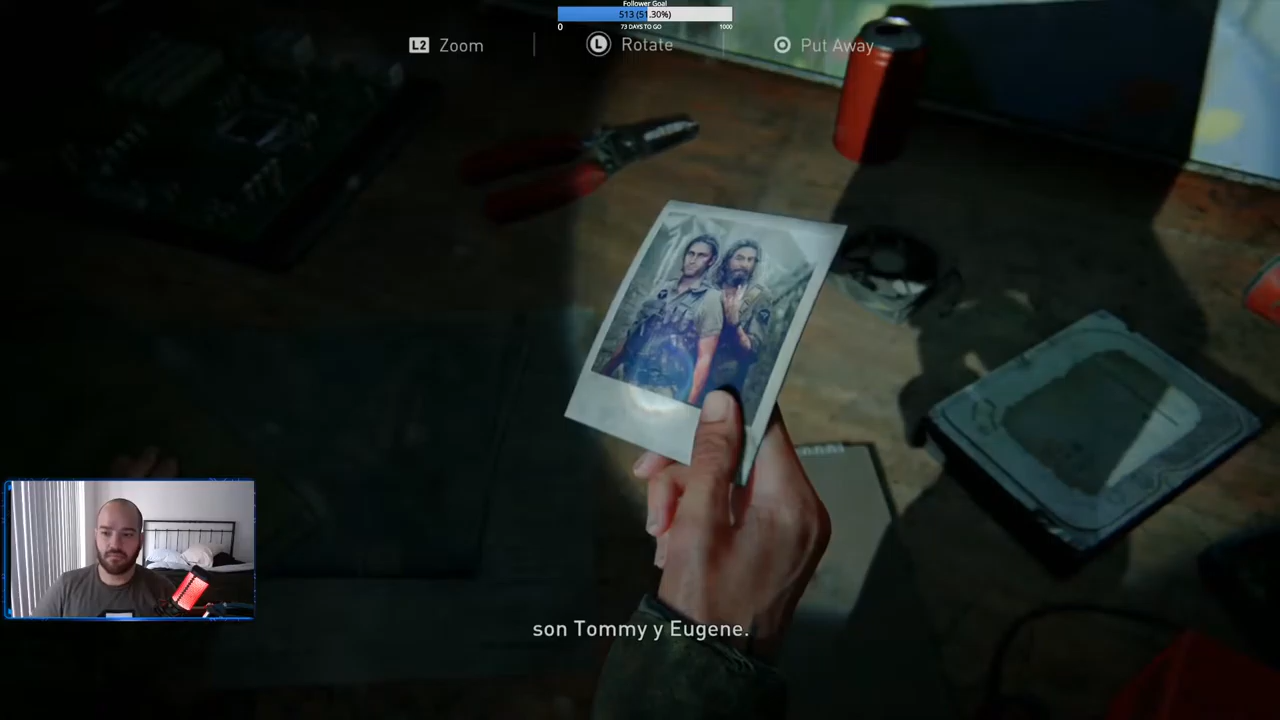 Follower Goal
513 (51.30%)
0 73 DAYS TO GO 1000
L2 Zoom L Rotate Put Away
son Tommy y Eugene.